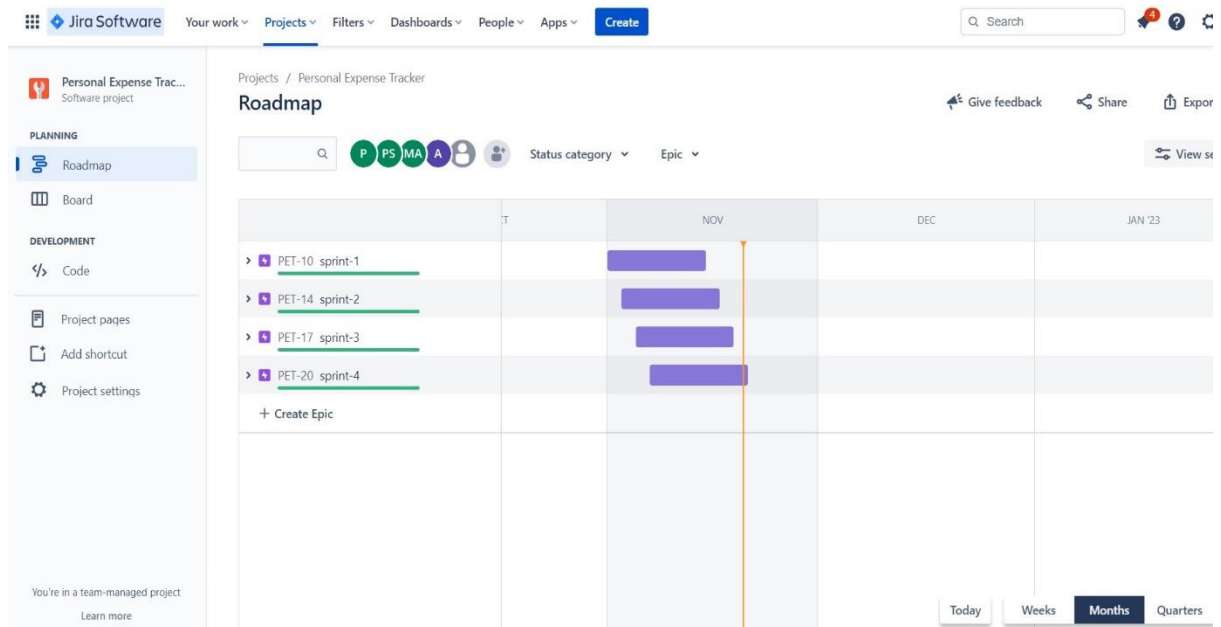 Jira Software Your work Projects Filters Dashboards People Apps Create Search 4
Personal Expense Trac...
Software project
PLANNING
Roadmap
Board
DEVELOPMENT
Code
Project pages
Add shortcut
Project settings
You're in a team-managed project
Learn more
Projects / Personal Expense Tracker
Roadmap
Give feedback Share Expor
P PS MA A Status category Epic View se
T NOV DEC JAN '23
PET-10 sprint-1
PET-14 sprint-2
PET-17 sprint-3
PET-20 sprint-4
+ Create Epic
Today Weeks Months Quarters